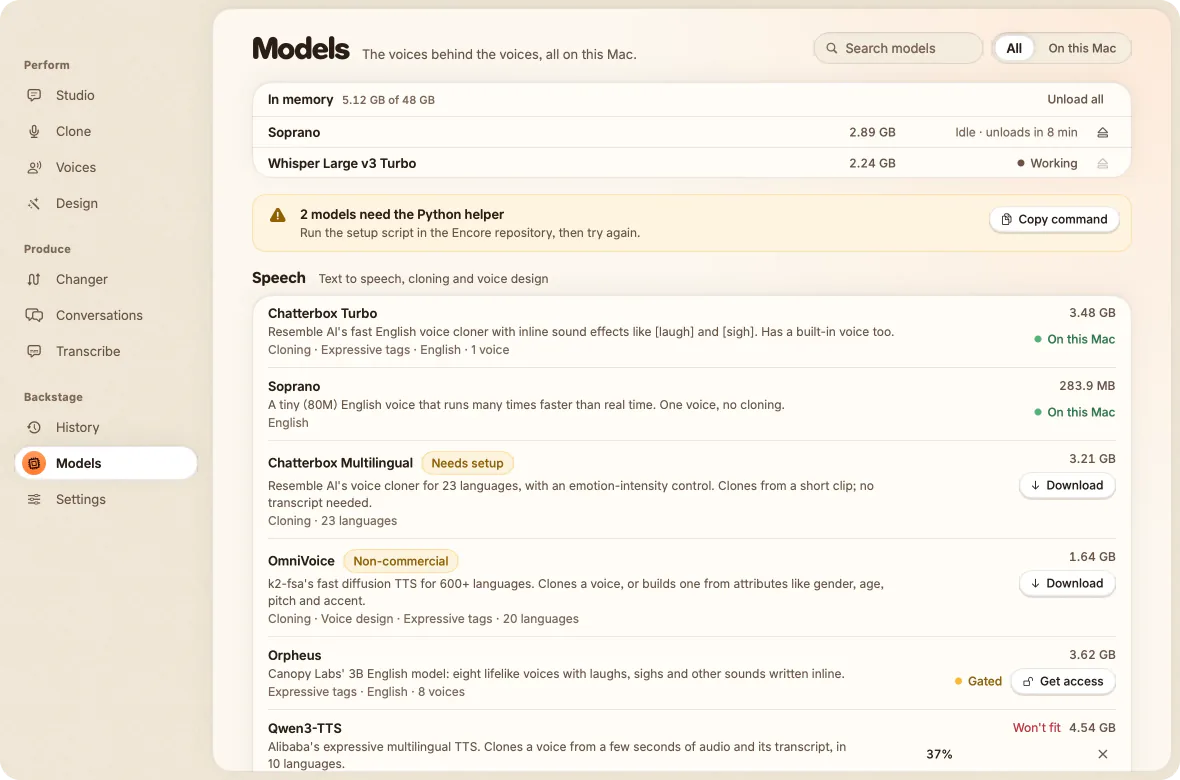 Perform
Studio
Clone
Voices
Design
Produce
Changer
Conversations
Transcribe
Backstage
History
Models
Settings
Models The voices behind the voices, all on this Mac.
Search models
All On this Mac
In memory 5.12 GB of 48 GB Unload all
Soprano 2.89 GB Idle · unloads in 8 min
Whisper Large v3 Turbo 2.24 GB Working
2 models need the Python helper
Run the setup script in the Encore repository, then try again.
Copy command
Speech Text to speech, cloning and voice design
Chatterbox Turbo 3.48 GB
Resemble AI's fast English voice cloner with inline sound effects like [laugh] and [sigh]. Has a built-in voice too.
On this Mac
Cloning · Expressive tags · English · 1 voice
Soprano 283.9 MB
A tiny (80M) English voice that runs many times faster than real time. One voice, no cloning.
On this Mac
English
Chatterbox Multilingual Needs setup 3.21 GB
Resemble AI's voice cloner for 23 languages, with an emotion-intensity control. Clones from a short clip; no
transcript needed.
Download
Cloning · 23 languages
OmniVoice Non-commercial 1.64 GB
k2-fsa's fast diffusion TTS for 600+ languages. Clones a voice, or builds one from attributes like gender, age,
pitch and accent.
Download
Cloning · Voice design · Expressive tags · 20 languages
Orpheus 3.62 GB
Canopy Labs' 3B English model: eight lifelike voices with laughs, sighs and other sounds written inline.
Gated Get access
Expressive tags · English · 8 voices
Qwen3-TTS Won't fit 4.54 GB
Alibaba's expressive multilingual TTS. Clones a voice from a few seconds of audio and its transcript, in
10 languages.
37%